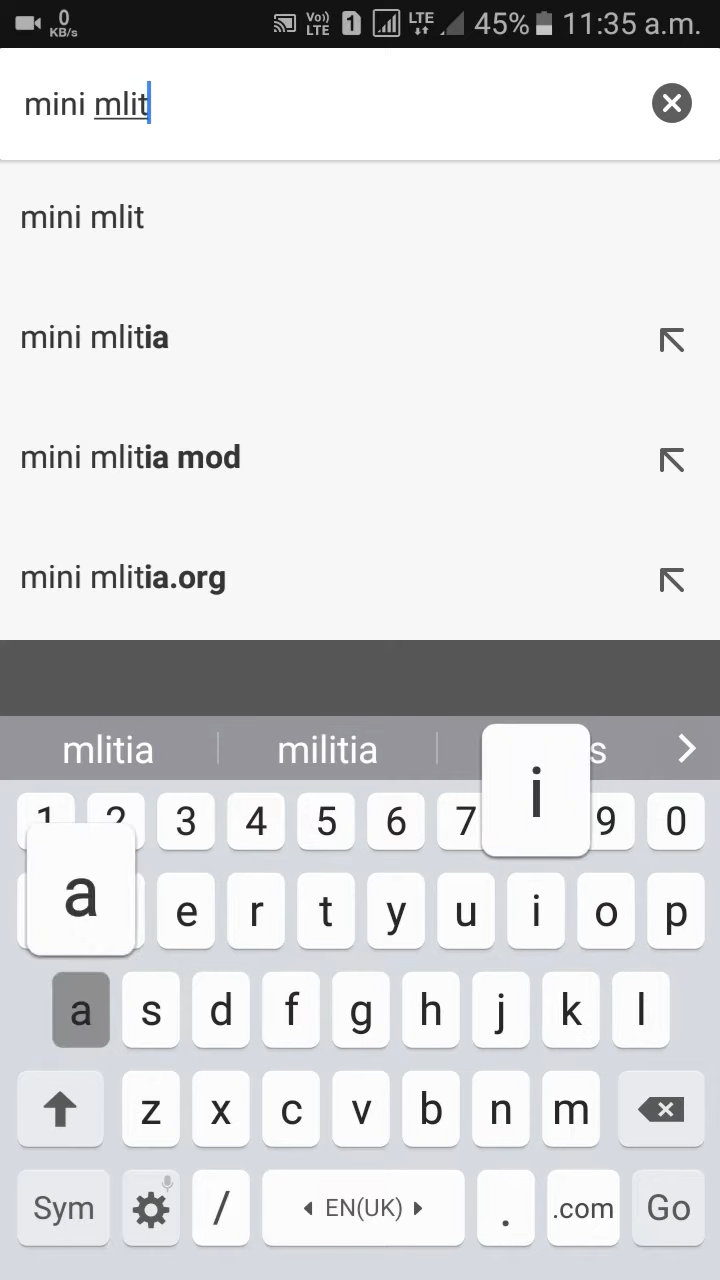 0 KB/s Vo) LTE 1 LTE 45% 11:35 a.m.
mini mlit
mini mlit
mini mlitia
mini mlitia mod
mini mlitia.org
mlitia militia s
1 2 3 4 5 6 7 i 9 0
a e r t y u i o p
a s d f g h j k l
z x c v b n m
Sym / EN(UK) . .com Go